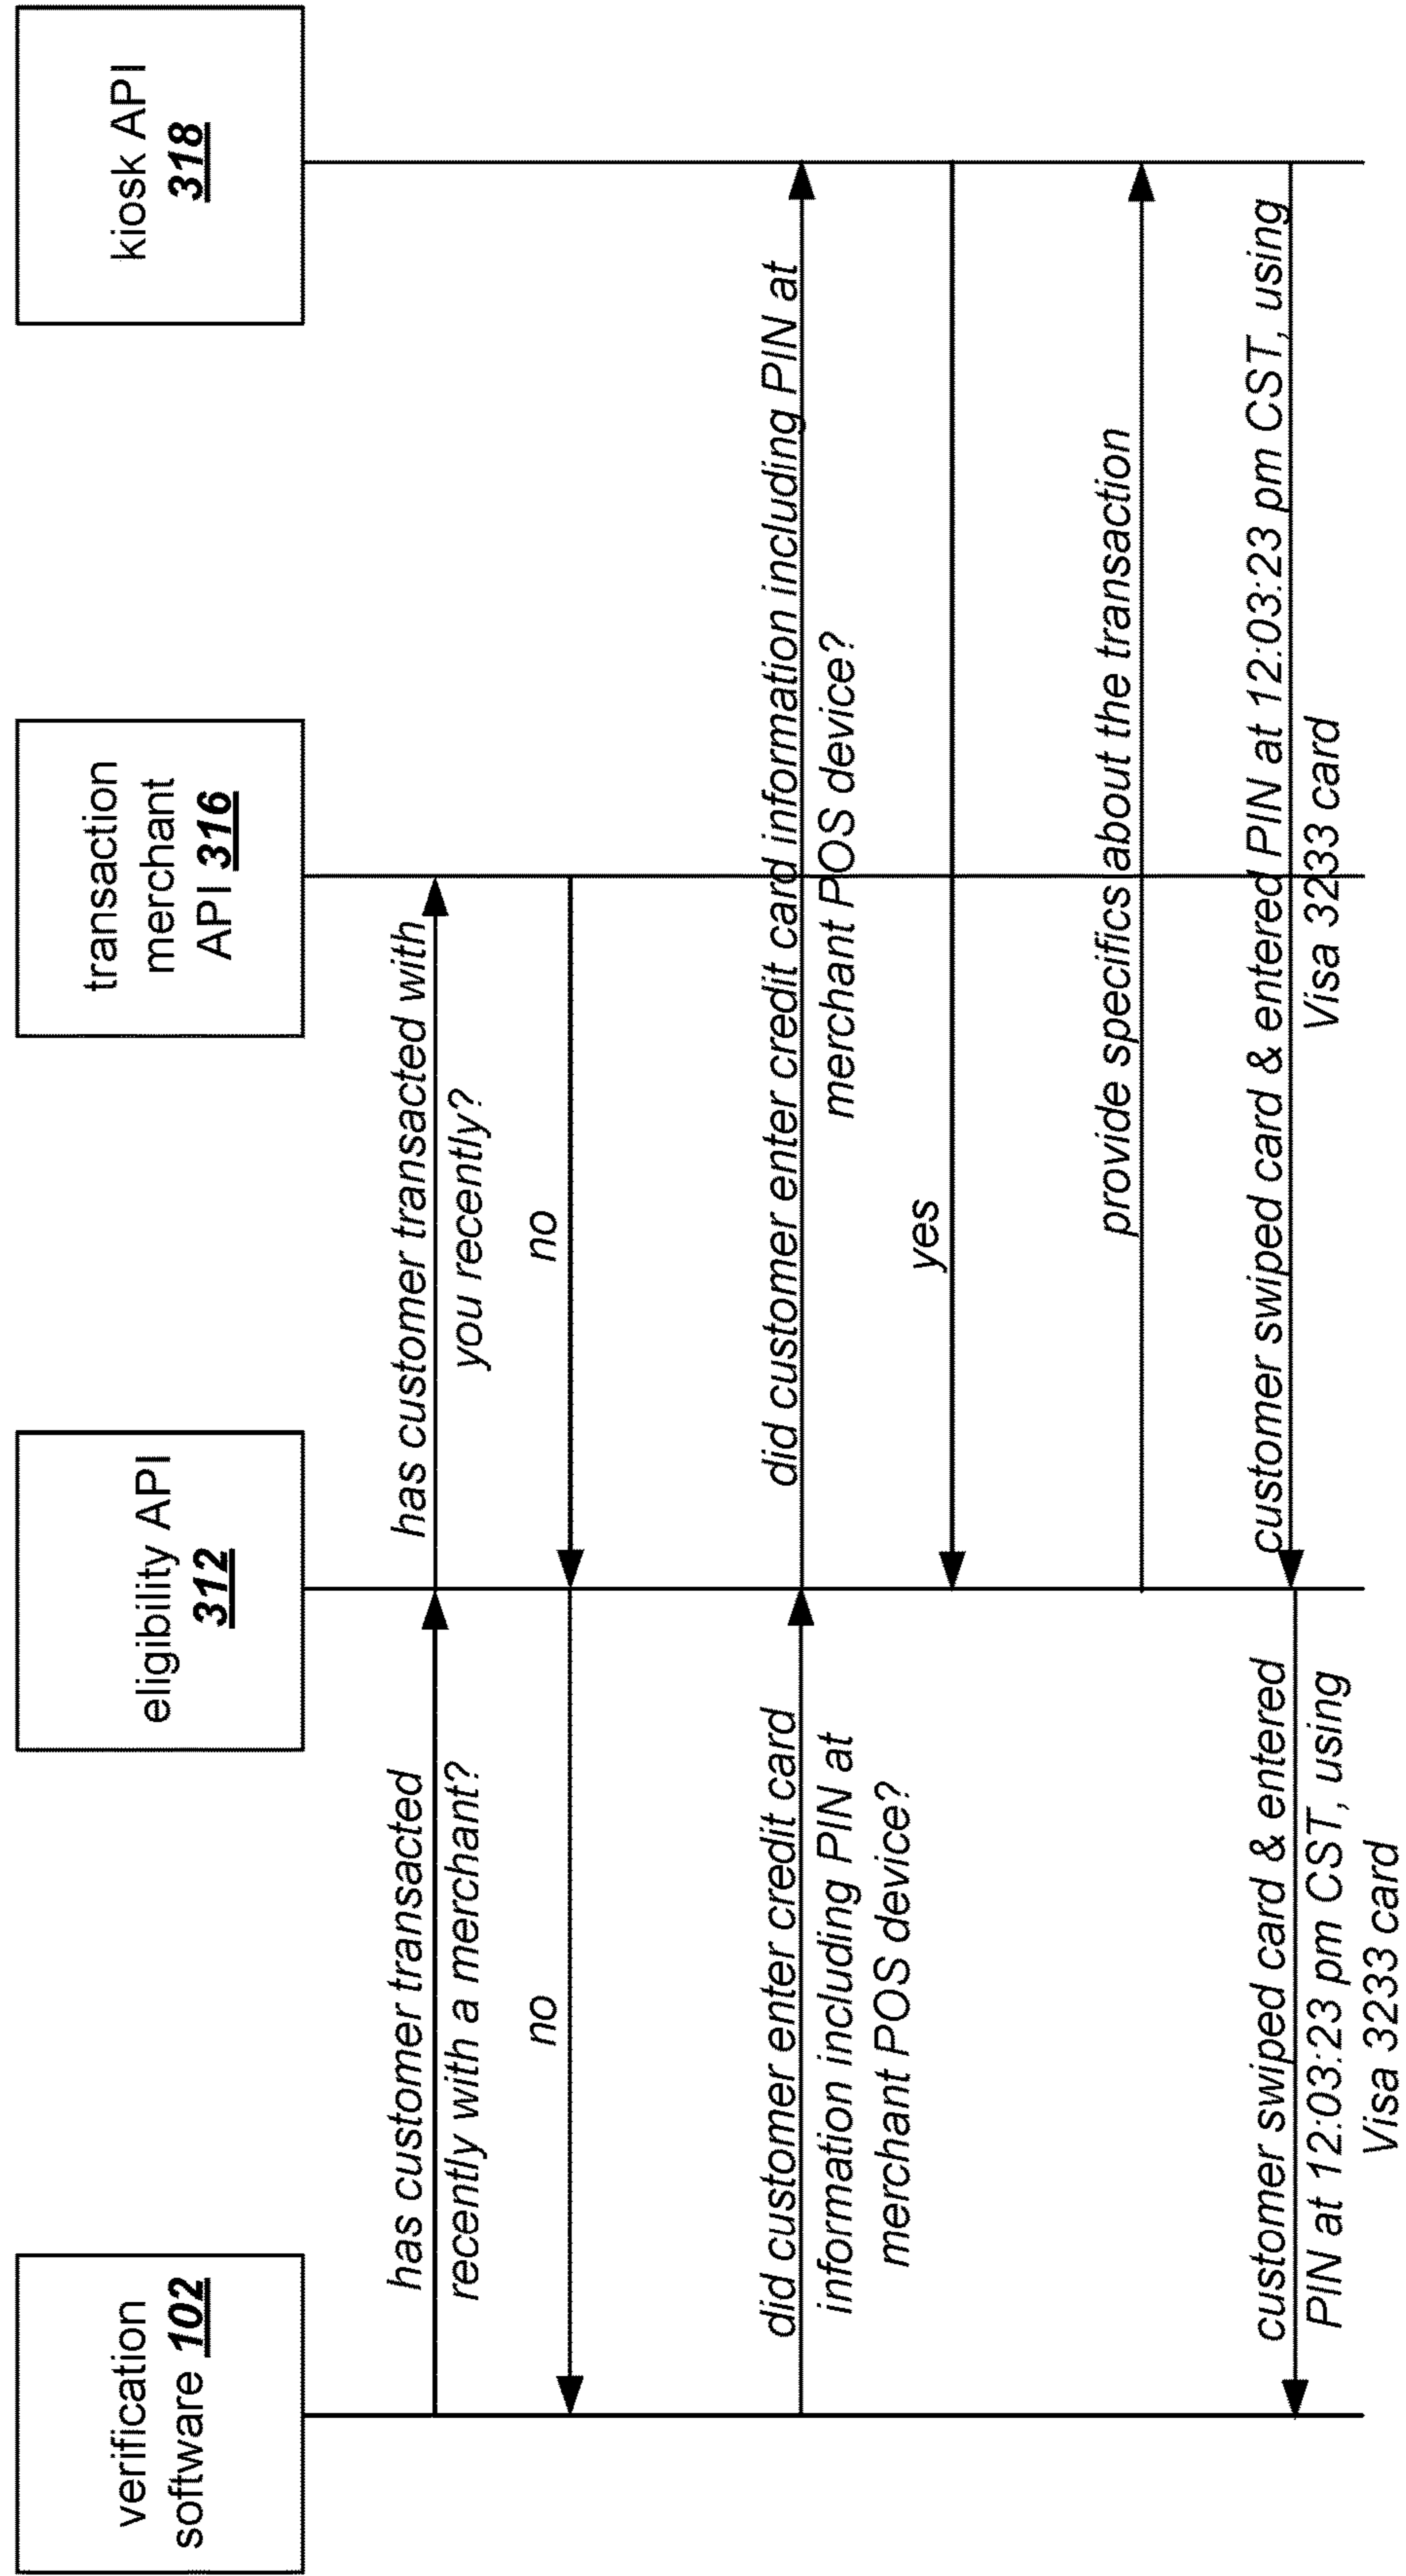 verification
software 102
eligibility API
312
transaction
merchant
API 316
kiosk API
318
has customer transacted
recently with a merchant?
has customer transacted with
you recently?
no
no
did customer enter credit card
information including PIN at
merchant POS device?
did customer enter credit card information including PIN at
merchant POS device?
yes
provide specifics about the transaction
customer swiped card & entered PIN at 12:03:23 pm CST, using
Visa 3233 card
customer swiped card & entered
PIN at 12:03:23 pm CST, using
Visa 3233 card